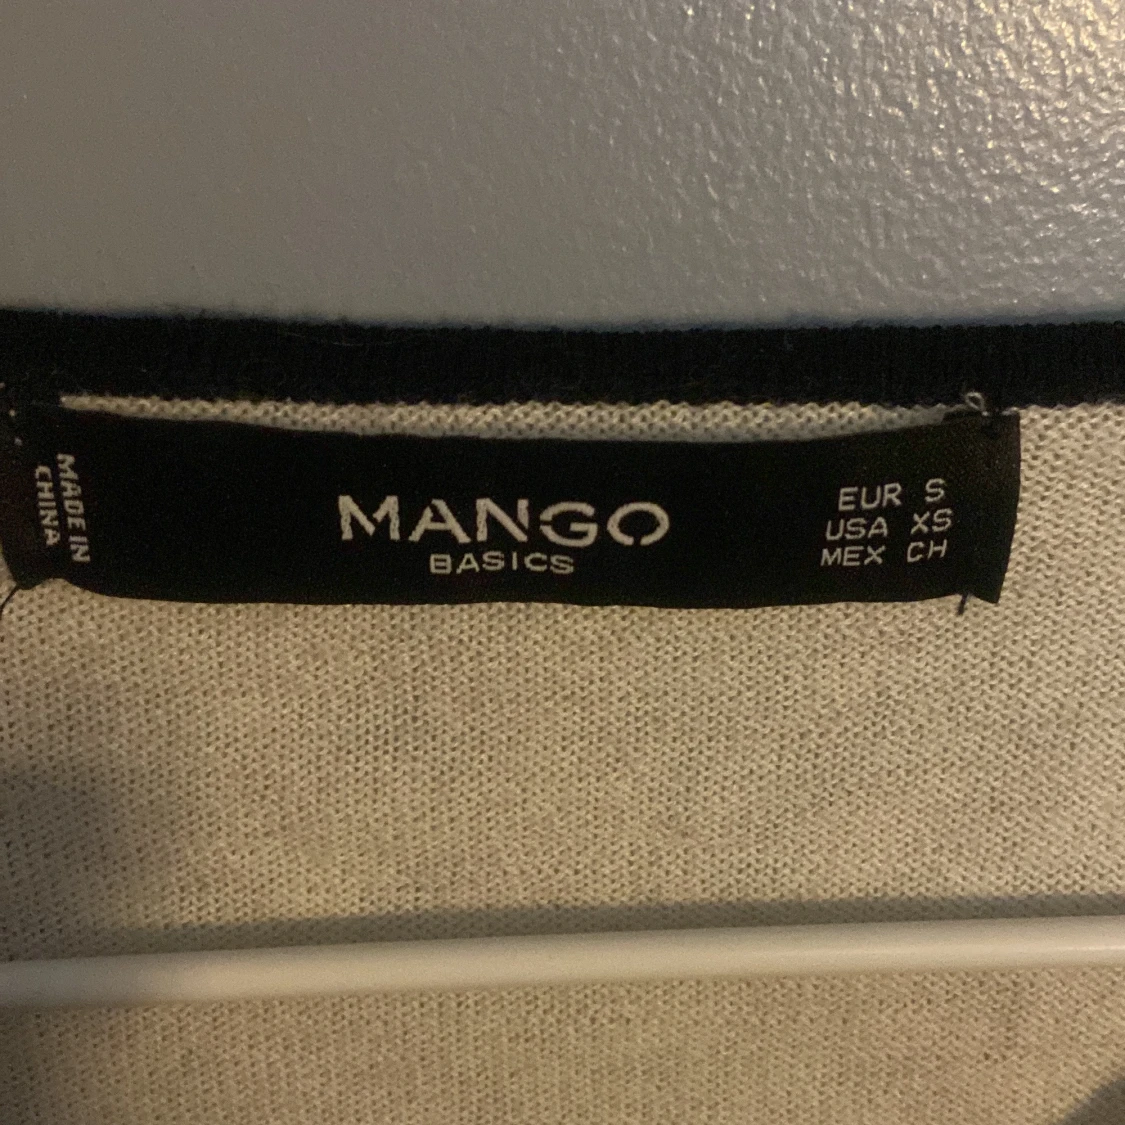 MADE IN
CHINA
MANGO
BASICS
EUR S
USA XS
MEX CH